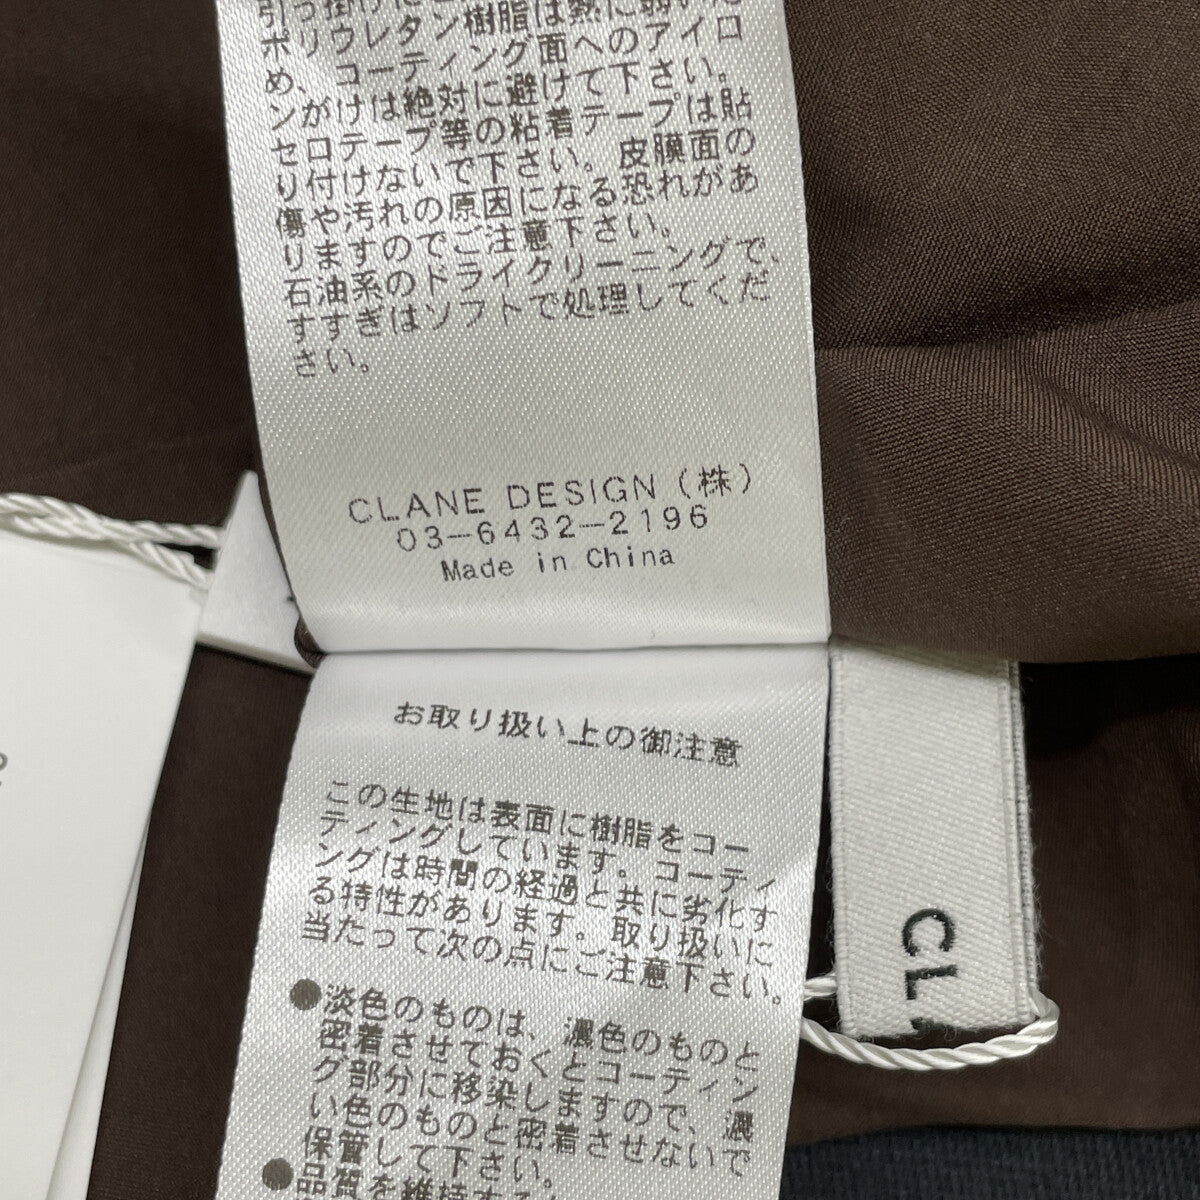 め、ウレタン樹脂は熱に弱いためアイロ
ンがけは絶対に避けて下さい。
セロテープ等の粘着テープは貼
り付けないで下さい。皮膜面の
傷や汚れの原因になる恐れがあ
りますのでご注意下さい。
石油系のドライクリーニングで、
すすぎはソフトで処理してくだ
さい。
CLANE DESIGN (株)
03-6432-2196
Made in China
お取り扱い上の御注意
この生地は表面に樹脂をコー
ティングしています。コーティ
ングは時間の経過と共に劣化す
る特性があります。取り扱いに
当たって次の点にご注意下さい。
●淡色のものは、濃色のものと
密着させておくとコーティン
グ部分に移染しますので、濃
い色のものと密着させないで
保管して下さい。
●品質を維持する
CL